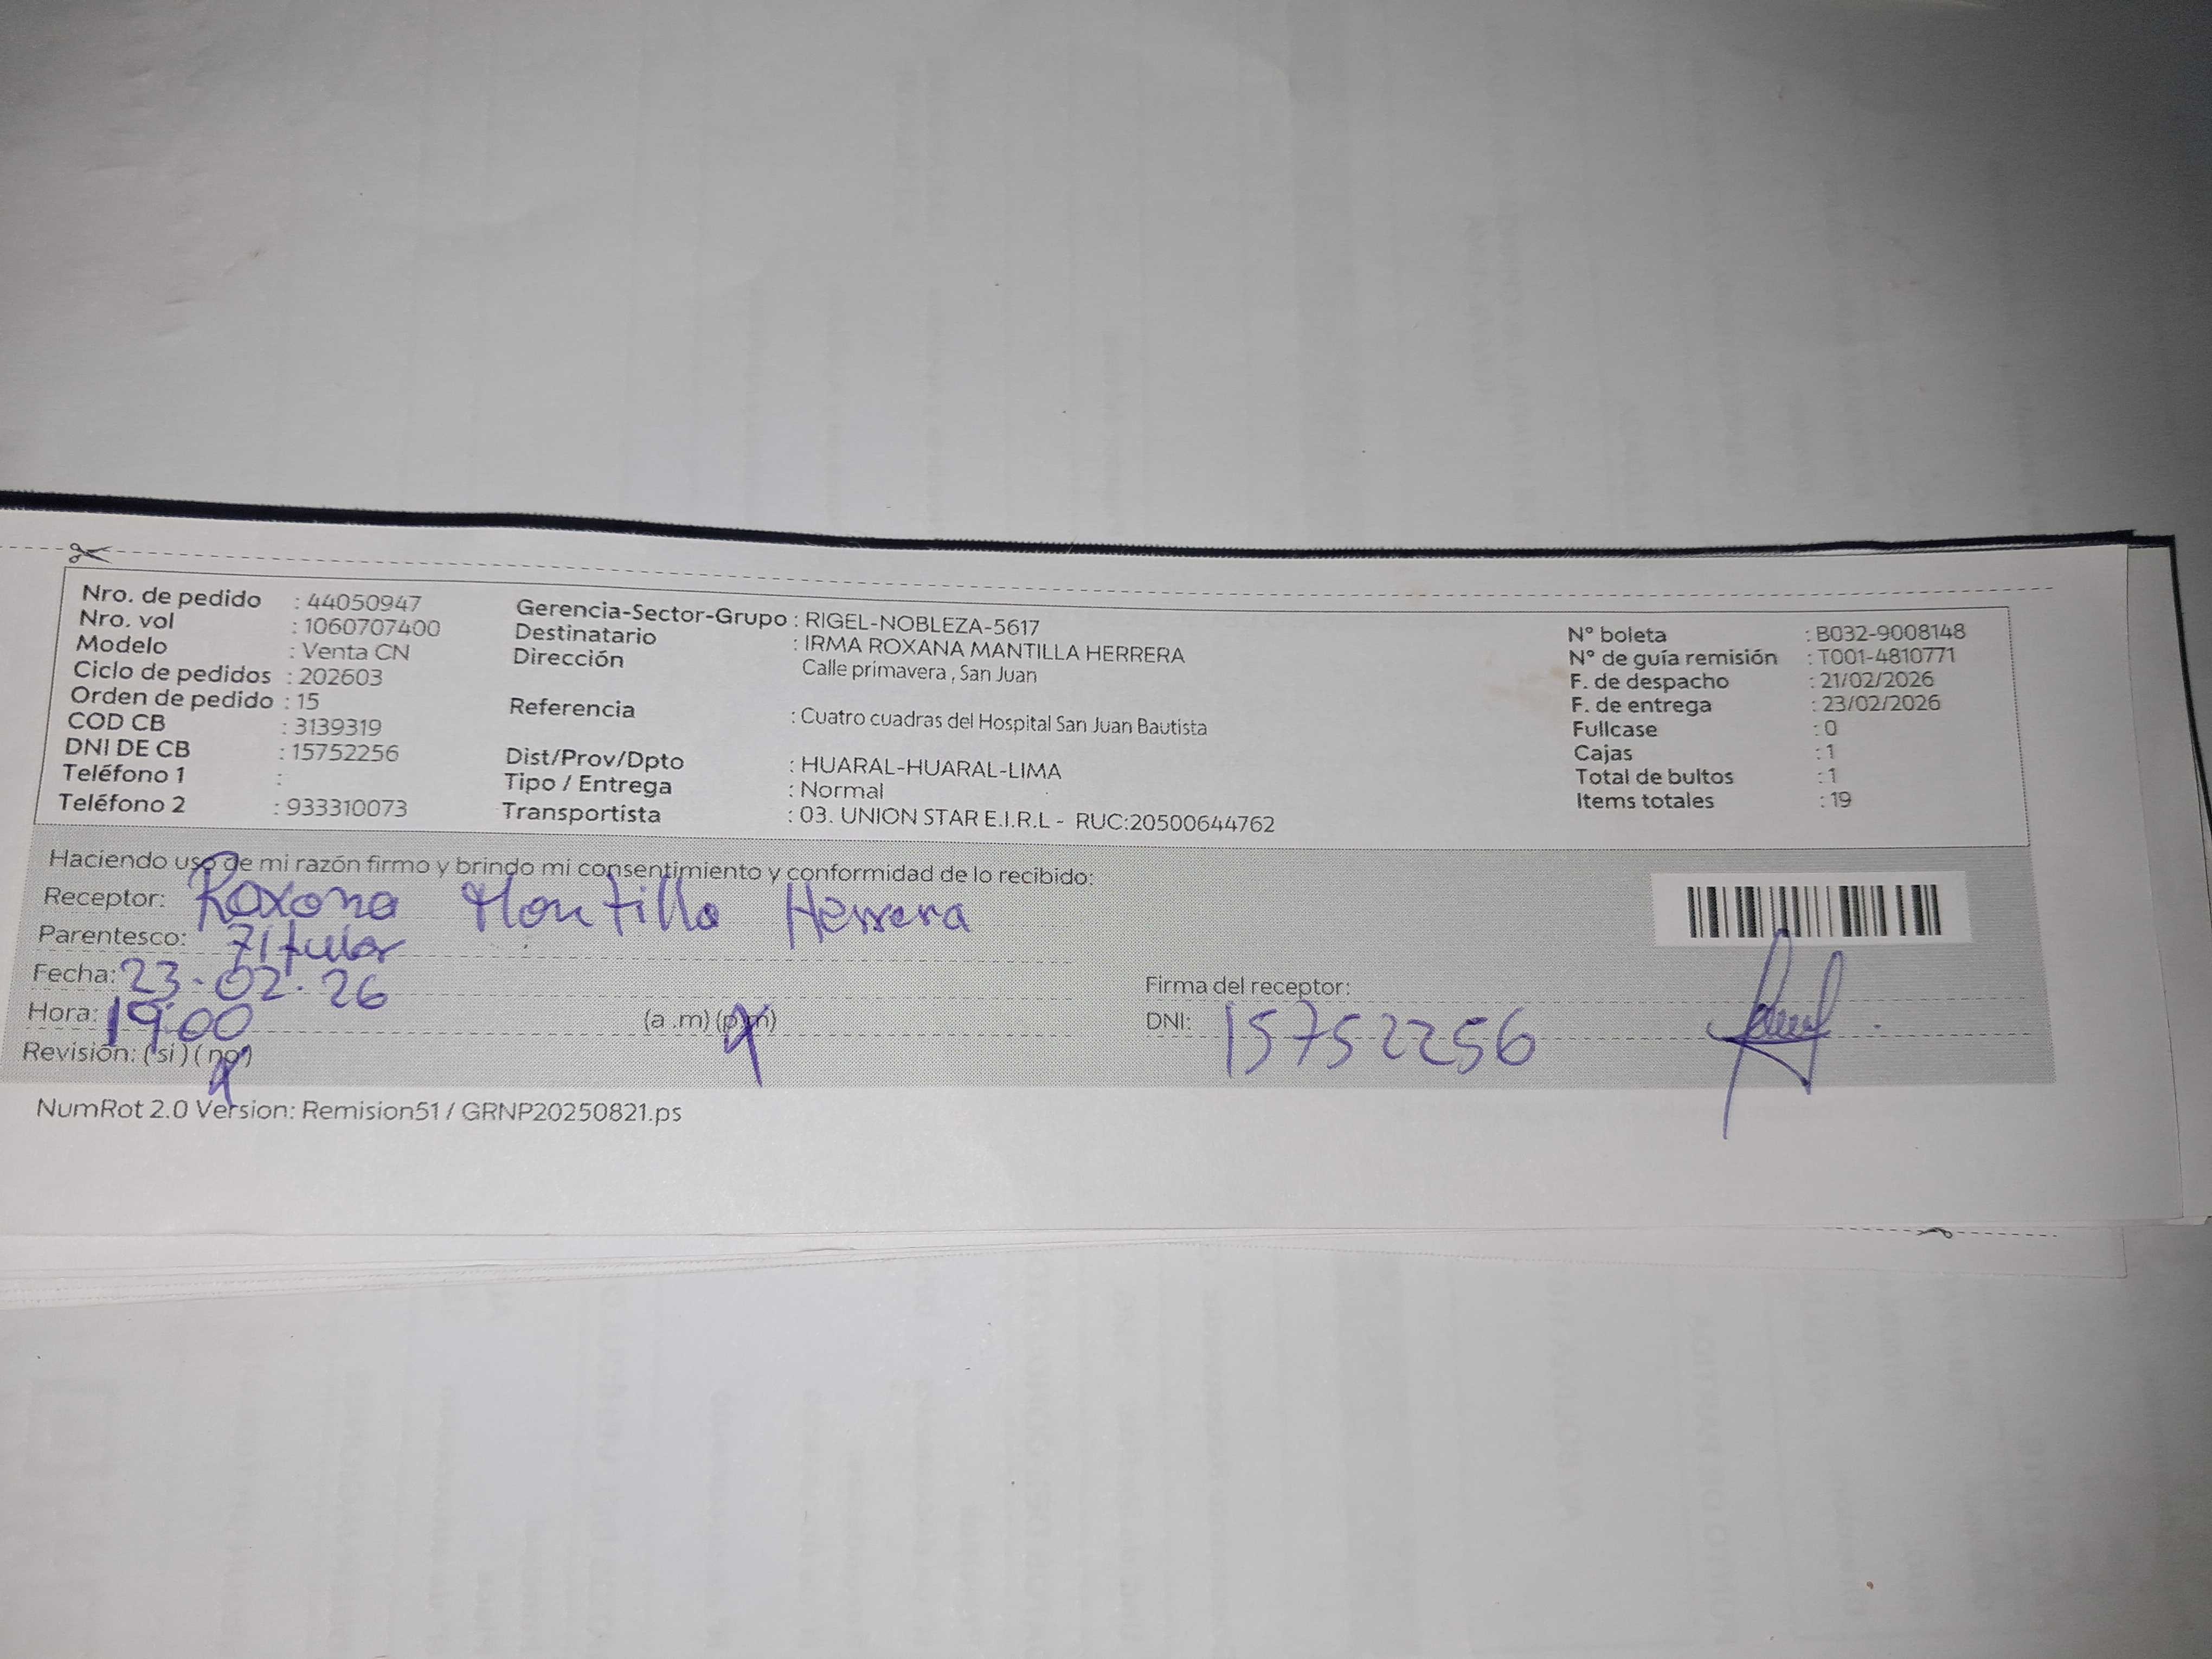 Nro. de pedido : 44050947
Nro. vol : 1060707400
Modelo : Venta CN
Ciclo de pedidos : 202603
Orden de pedido : 15
COD CB : 3139319
DNI DE CB : 15752256
Teléfono 1 :
Teléfono 2 : 933310073
Gerencia-Sector-Grupo : RIGEL-NOBLEZA-5617
Destinatario : IRMA ROXANA MANTILLA HERRERA
Dirección Calle primavera , San Juan
Referencia : Cuatro cuadras del Hospital San Juan Bautista
Dist/Prov/Dpto : HUARAL-HUARAL-LIMA
Tipo / Entrega : Normal
Transportista : 03. UNION STAR E.I.R.L - RUC:20500644762
N° boleta : B032-9008148
N° de guía remisión : T001-4810771
F. de despacho : 21/02/2026
F. de entrega : 23/02/2026
Fullcase : 0
Cajas : 1
Total de bultos : 1
Items totales : 19
Haciendo uso de mi razón firmo y brindo mi consentimiento y conformidad de lo recibido:
Receptor: Roxana Mantilla Herrera
Parentesco: Titular
Fecha: 23-02-26
Hora: 19:00 (a .m) (p.m)
Revisión: (si) (no)
Firma del receptor:
DNI: 15752256
NumRot 2.0 Version: Remision51 / GRNP20250821.ps